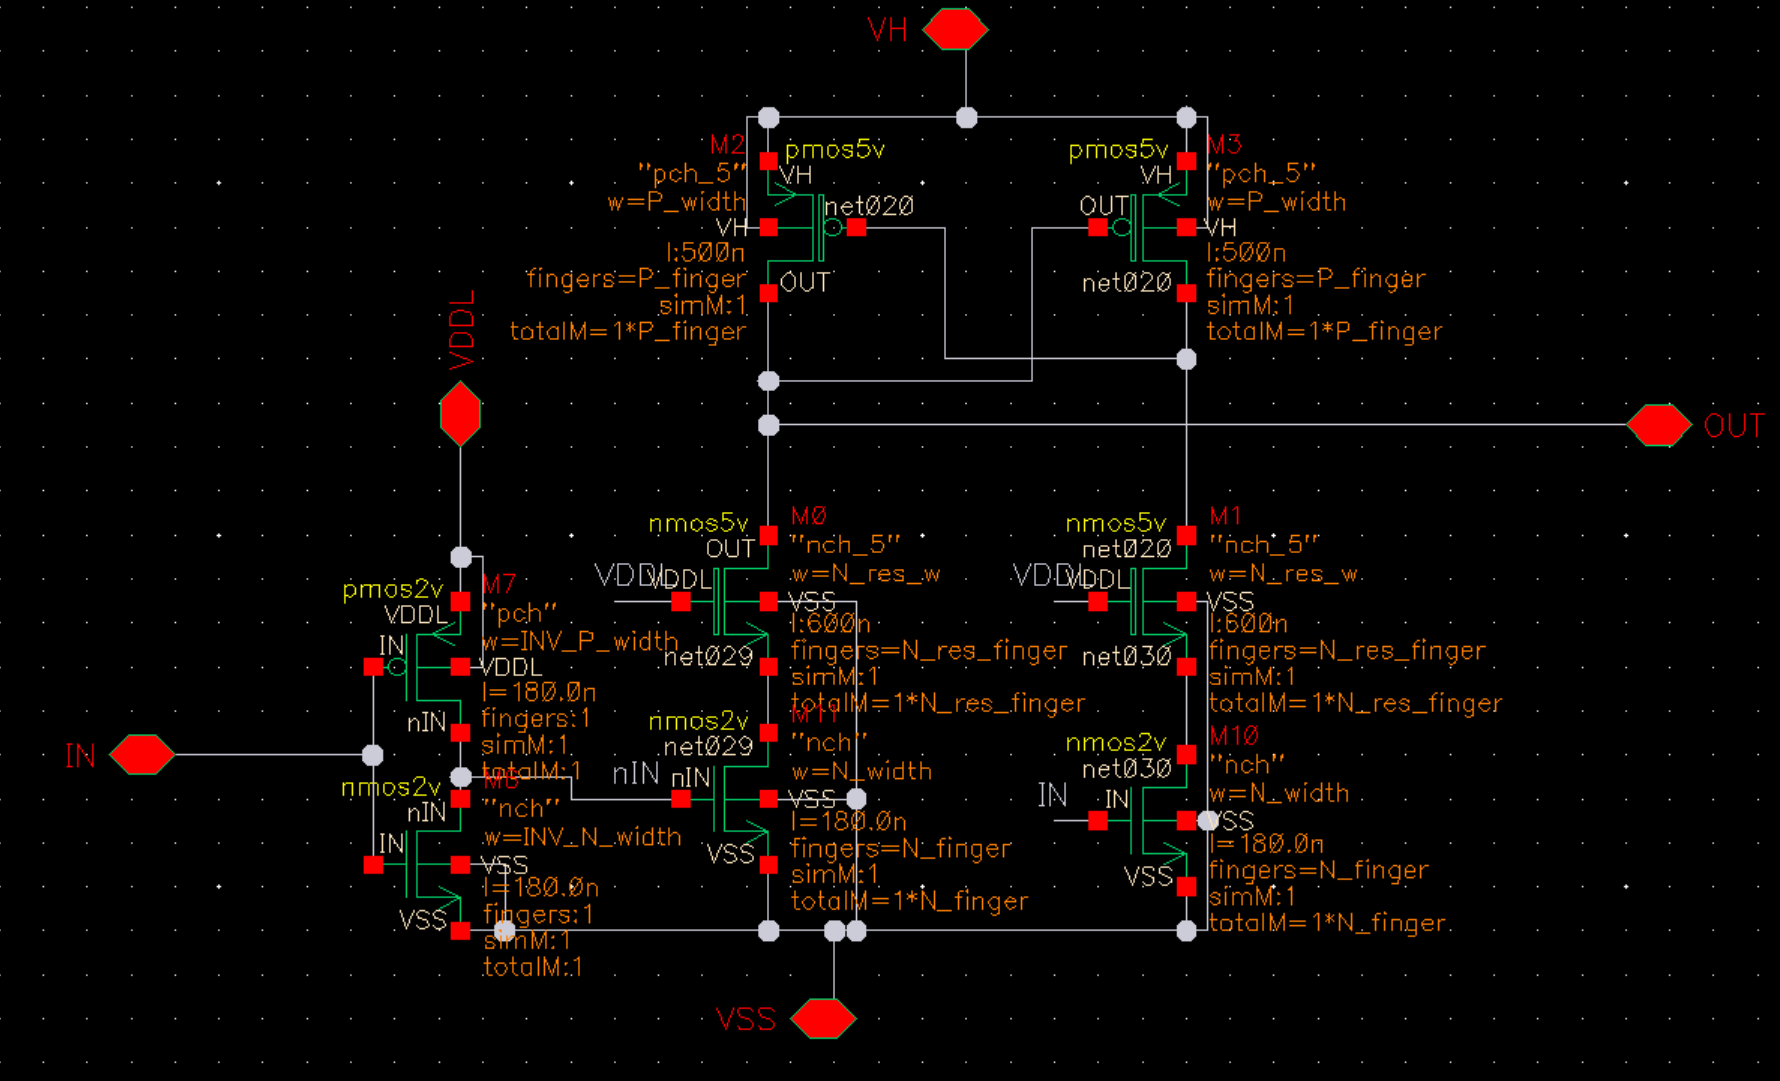 VH
M2
pmos5v
"pch_5"
VH
w=P_width
net020
VH
l:500n
fingers=P_finger
OUT
simM:1
totalM=1*P_finger
pmos5v
M3
"pch_5"
VH
w=P_width
OUT
VH
l:500n
net020
fingers=P_finger
simM:1
totalM=1*P_finger
VDDL
OUT
pmos2v
M7
VDDL
"pch"
IN
w=INV_P_width
VDDL
l=180.0n
nIN
fingers:1
simM:1
totalM:1
IN
nmos2v
M6
nIN
"nch"
IN
w=INV_N_width
VSS
l=180.0n
VSS
fingers:1
simM:1
totalM:1
nmos5v
M0
OUT
"nch_5"
VDDL
VDDL
w=N_res_w
VSS
l:600n
net029
fingers=N_res_finger
simM:1
totalM=1*N_res_finger
nmos2v
M11
net029
"nch"
nIN
nIN
w=N_width
VSS
l=180.0n
VSS
fingers=N_finger
simM:1
totalM=1*N_finger
nmos5v
M1
net020
"nch_5"
VDDL
VDDL
w=N_res_w
VSS
l:600n
net030
fingers=N_res_finger
simM:1
totalM=1*N_res_finger
nmos2v
M10
net030
"nch"
IN
IN
w=N_width
VSS
l=180.0n
VSS
fingers=N_finger
simM:1
totalM=1*N_finger
VSS